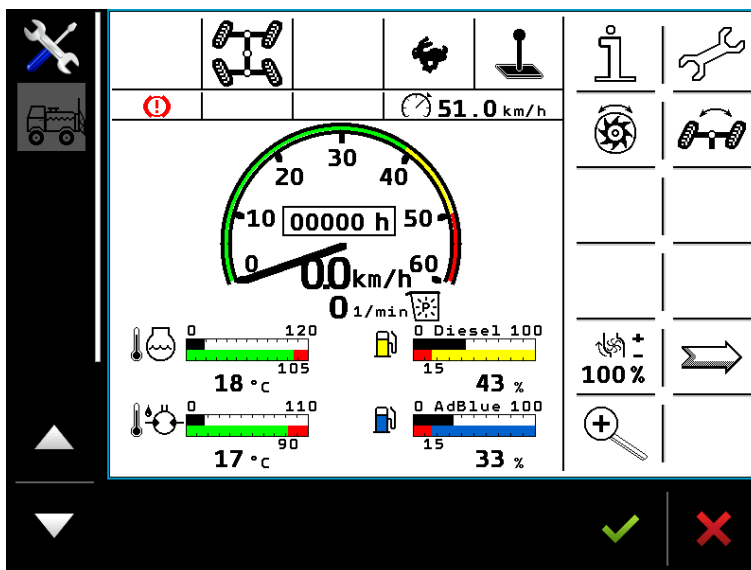 51.0 km/h
30
20 40
10 00000 h 50
0 0.0 km/h 60
0 1/min P
0 120 0 Diesel 100
105 15
18 °C 43 %
0 110 0 AdBlue 100
90 15
17 °C 33 %
+
-
100 %